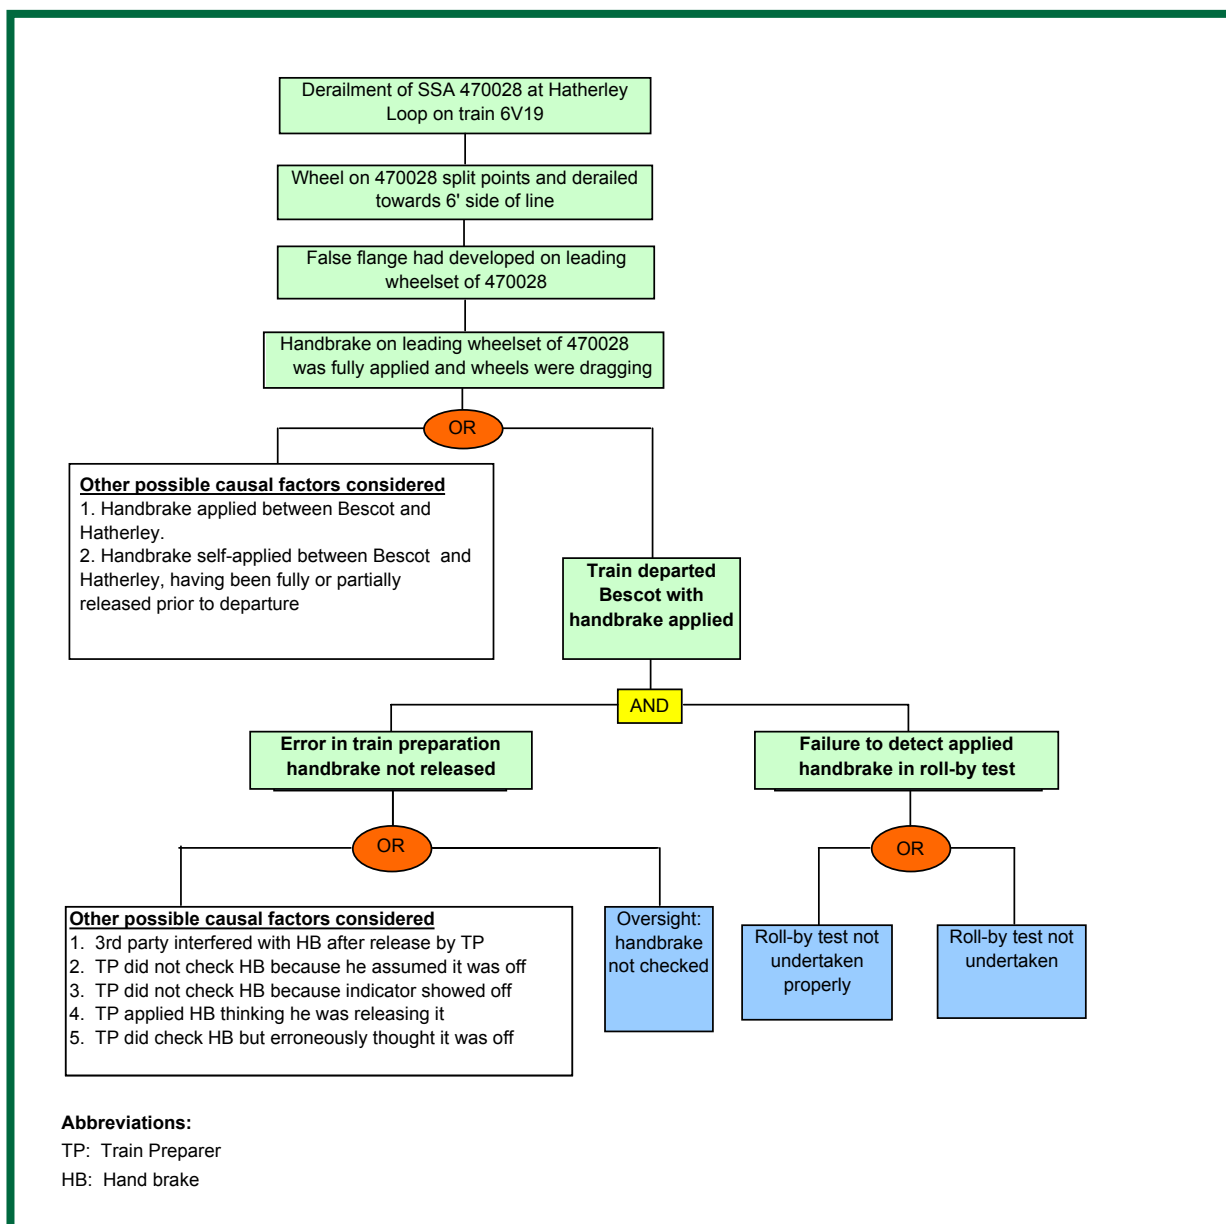 Derailment of SSA 470028 at Hatherley
Loop on train 6V19
Wheel on 470028 split points and derailed
towards 6' side of line
False flange had developed on leading
wheelset of 470028
Handbrake on leading wheelset of 470028
was fully applied and wheels were dragging
OR
Other possible causal factors considered
1. Handbrake applied between Bescot and
Hatherley.
2. Handbrake self-applied between Bescot and
Hatherley, having been fully or partially
released prior to departure
Train departed
Bescot with
handbrake applied
AND
Error in train preparation
handbrake not released
Failure to detect applied
handbrake in roll-by test
OR
OR
Other possible causal factors considered
1. 3rd party interfered with HB after release by TP
2. TP did not check HB because he assumed it was off
3. TP did not check HB because indicator showed off
4. TP applied HB thinking he was releasing it
5. TP did check HB but erroneously thought it was off
Oversight:
handbrake
not checked
Roll-by test not
undertaken
properly
Roll-by test not
undertaken
Abbreviations:
TP: Train Preparer
HB: Hand brake